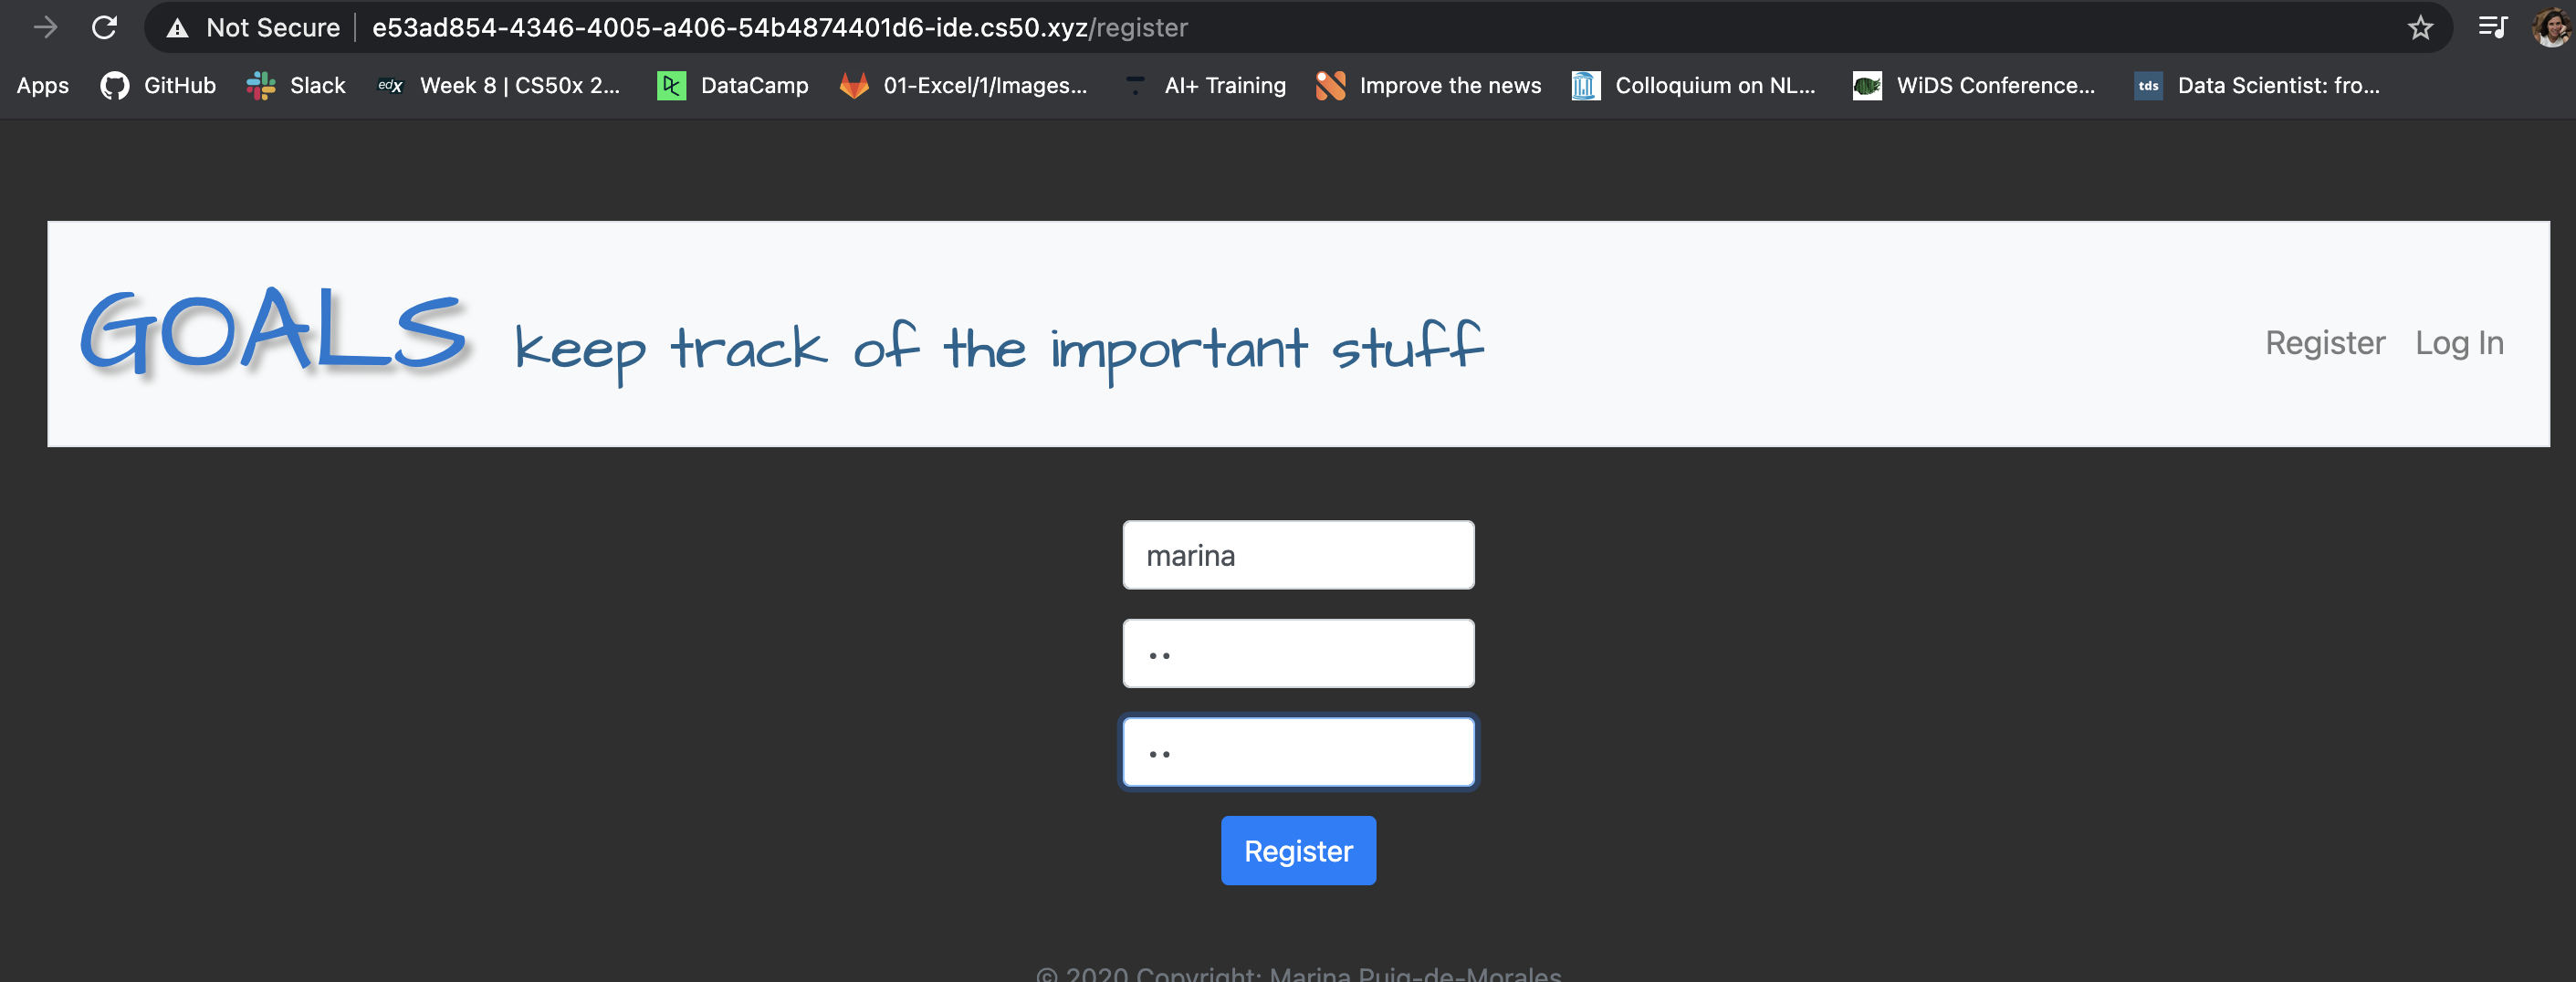 Not Secure e53ad854-4346-4005-a406-54b4874401d6-ide.cs50.xyz/register
Apps GitHub Slack edX Week 8 | CS50x 2... DataCamp 01-Excel/1/Images... AI+ Training Improve the news Colloquium on NL... WiDS Conference... tds Data Scientist: fro...
GOALS keep track of the important stuff Register Log In
marina
••
••
Register
© 2020 Copyright: Marina Puig-de-Morales